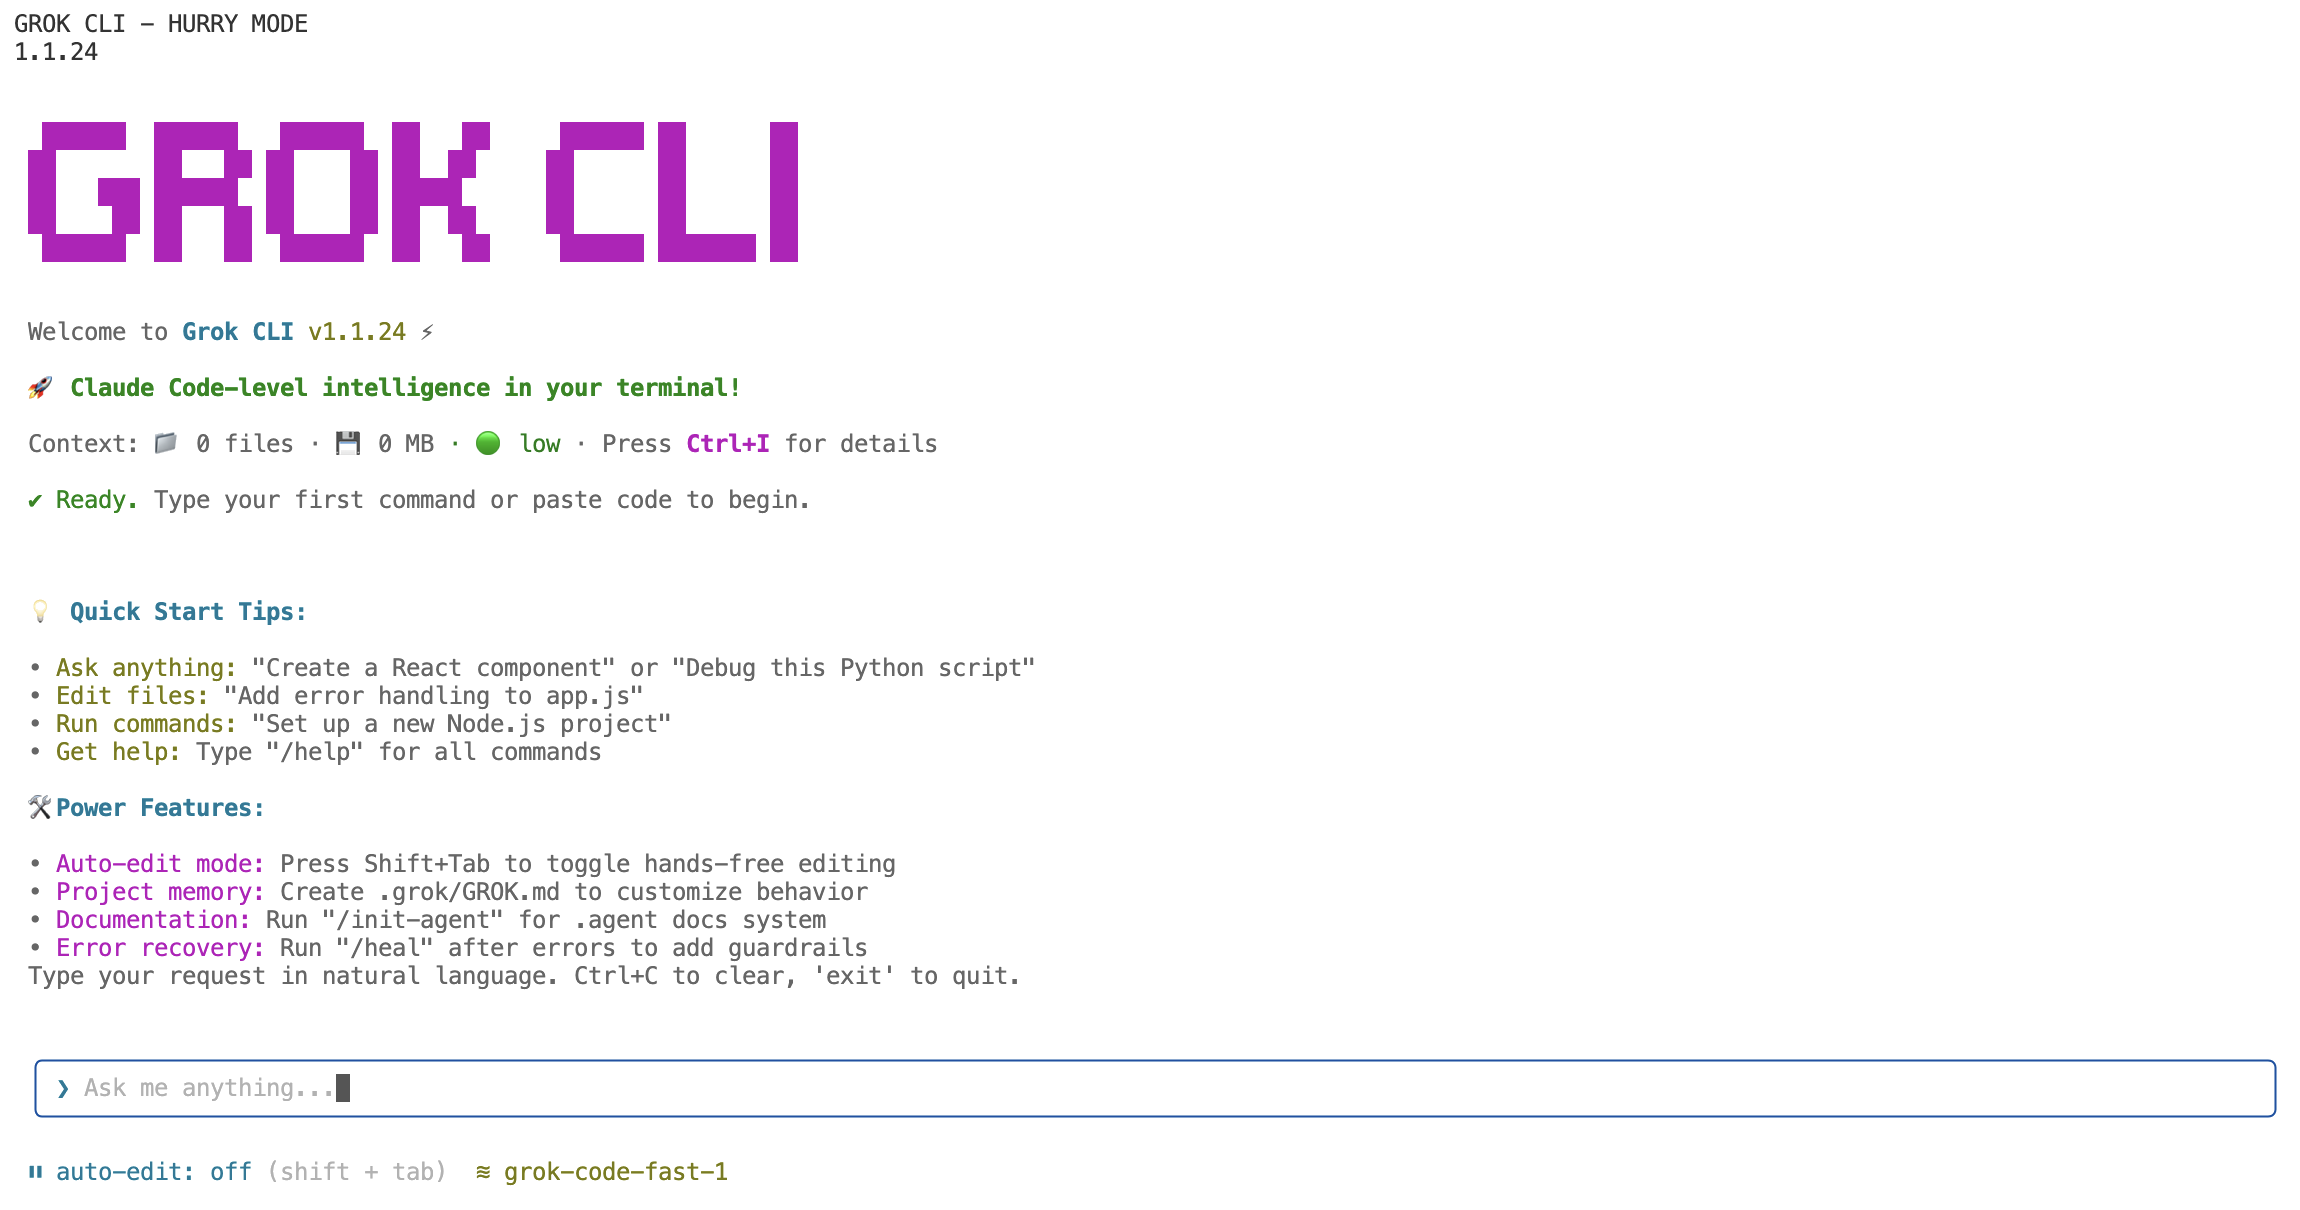 GROK CLI – HURRY MODE
1.1.24
GROK CLI
Welcome to Grok CLI v1.1.24 ⚡
🚀 Claude Code-level intelligence in your terminal!
Context: 📁 0 files · 💾 0 MB · 🟢 low · Press Ctrl+I for details
✔ Ready. Type your first command or paste code to begin.
💡 Quick Start Tips:
• Ask anything: "Create a React component" or "Debug this Python script"
• Edit files: "Add error handling to app.js"
• Run commands: "Set up a new Node.js project"
• Get help: Type "/help" for all commands
🛠️Power Features:
• Auto-edit mode: Press Shift+Tab to toggle hands-free editing
• Project memory: Create .grok/GROK.md to customize behavior
• Documentation: Run "/init-agent" for .agent docs system
• Error recovery: Run "/heal" after errors to add guardrails
Type your request in natural language. Ctrl+C to clear, 'exit' to quit.
❯ Ask me anything...
⏸ auto-edit: off (shift + tab) ≋ grok-code-fast-1